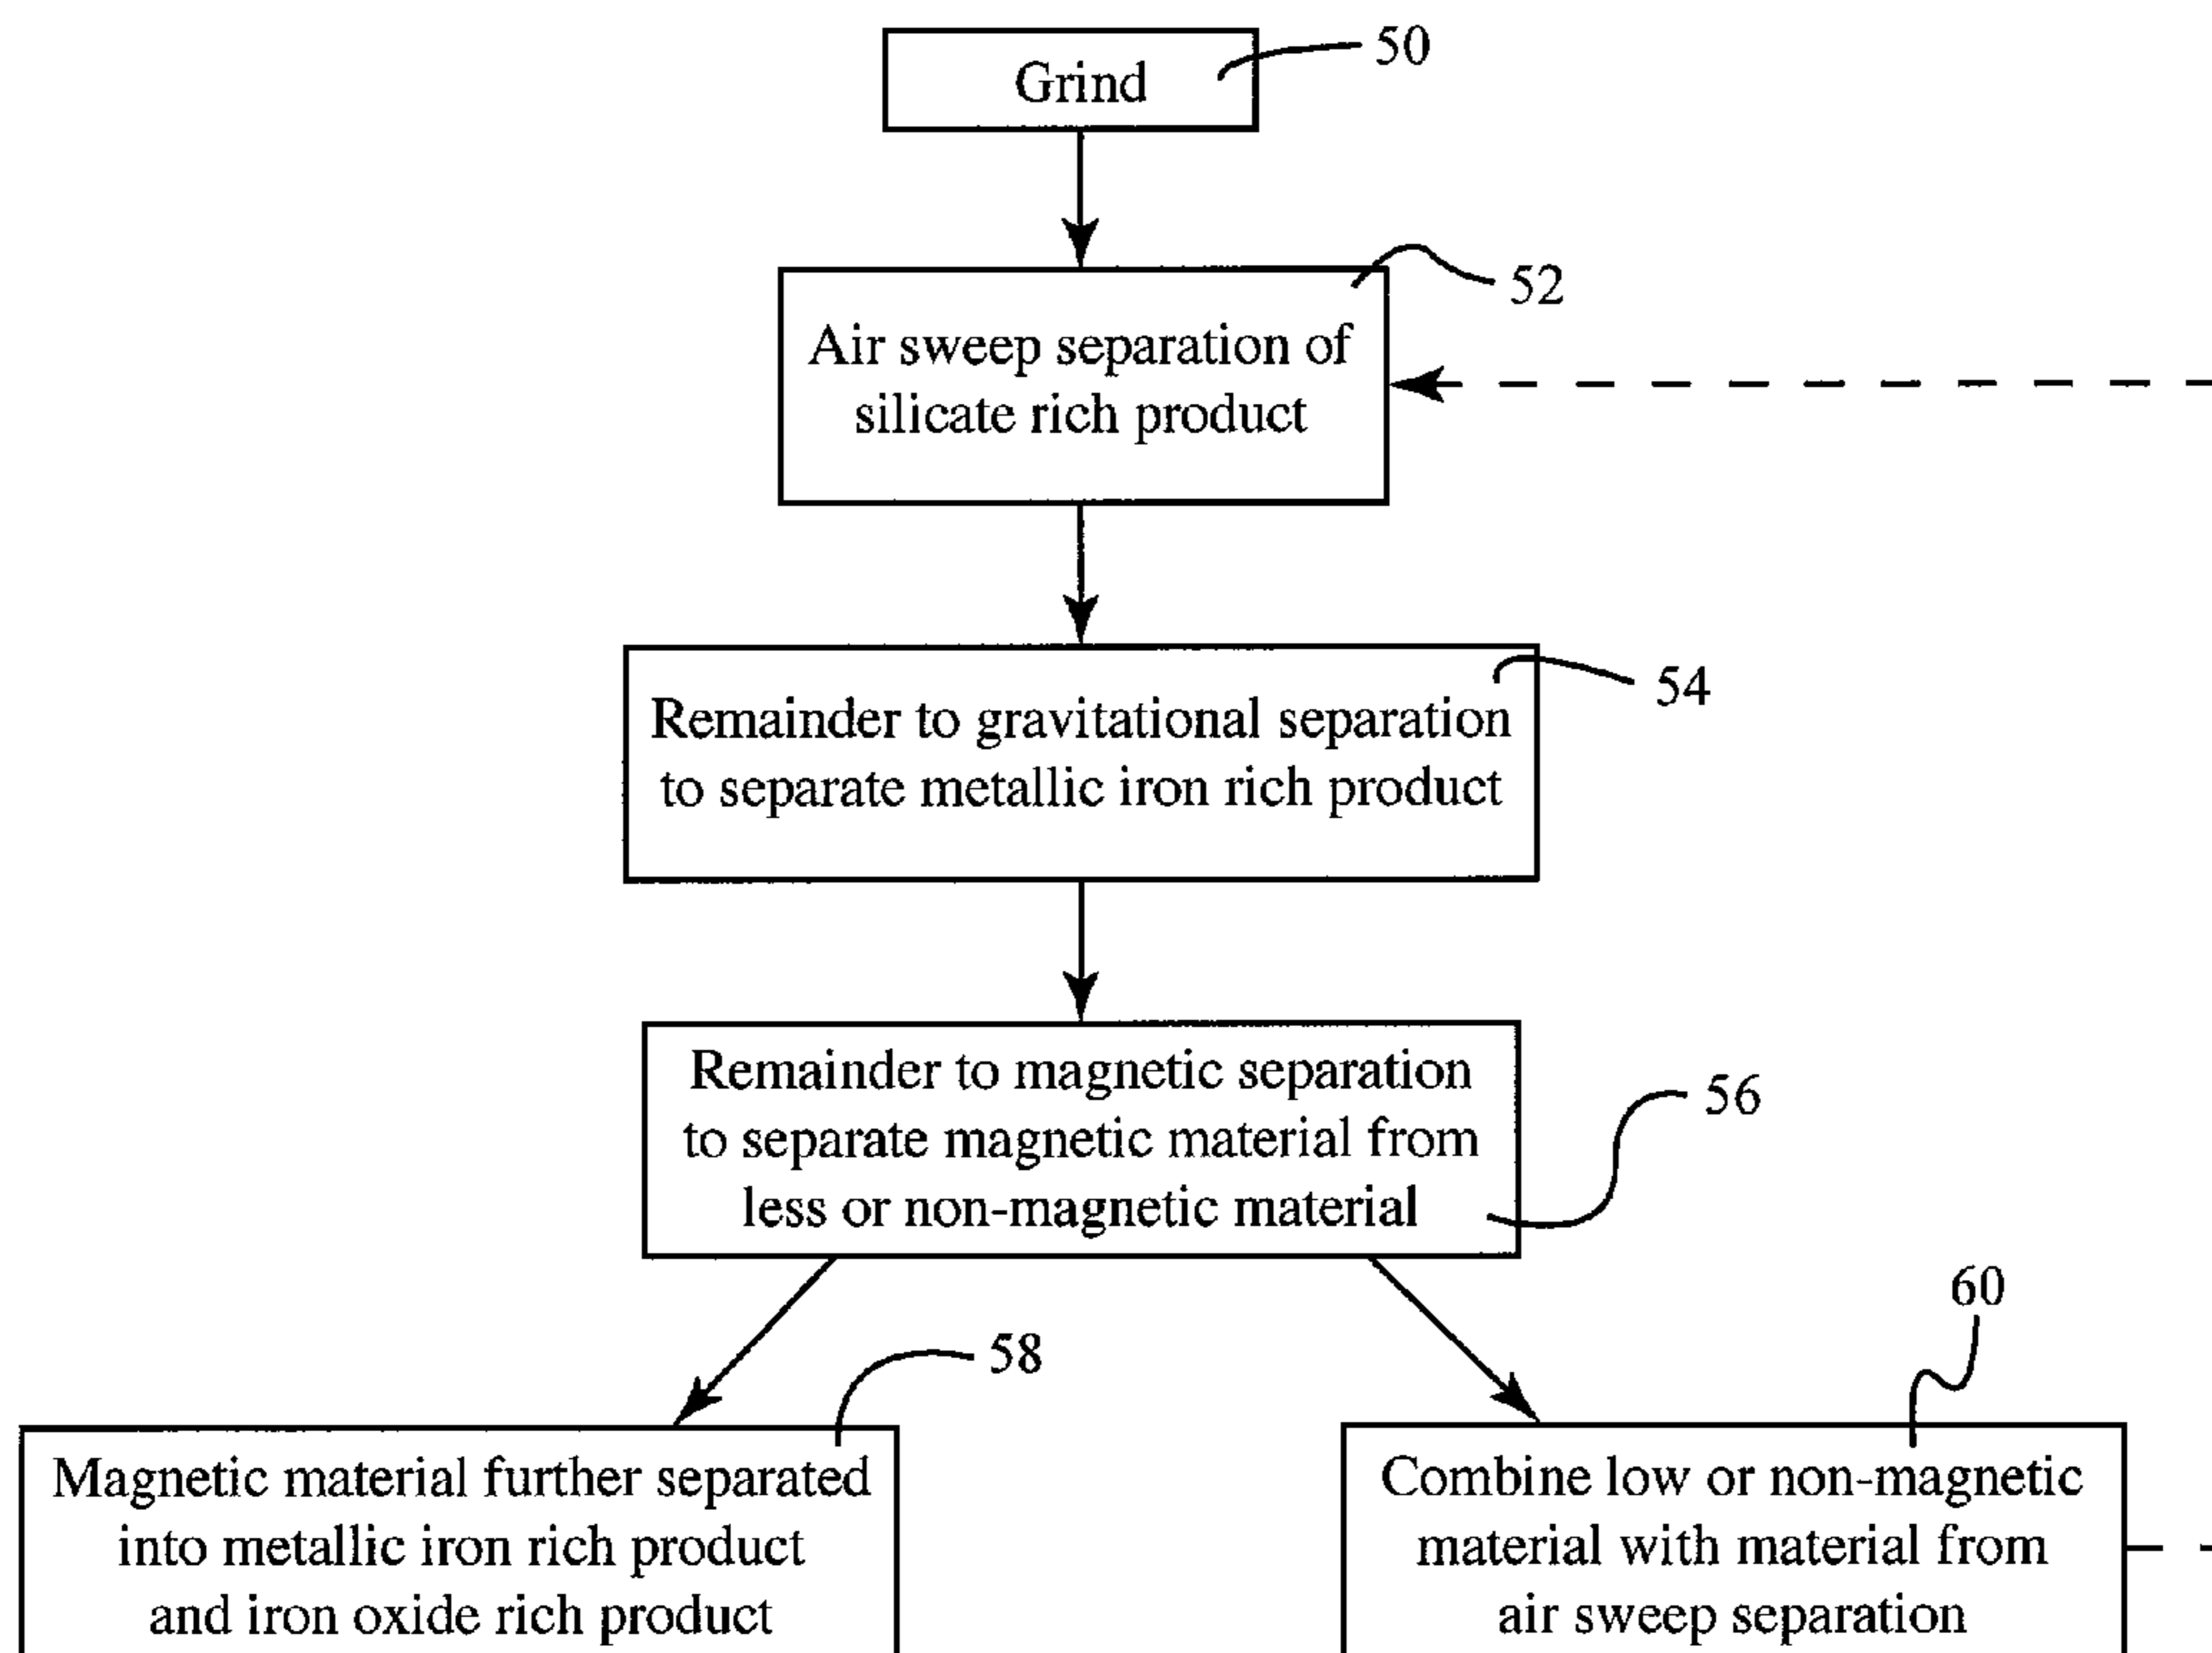 Grind
50
52
Air sweep separation of
silicate rich product
54
Remainder to gravitational separation
to separate metallic iron rich product
Remainder to magnetic separation
to separate magnetic material from
less or non-magnetic material
56
58
60
Magnetic material further separated
into metallic iron rich product
and iron oxide rich product
Combine low or non-magnetic
material with material from
air sweep separation